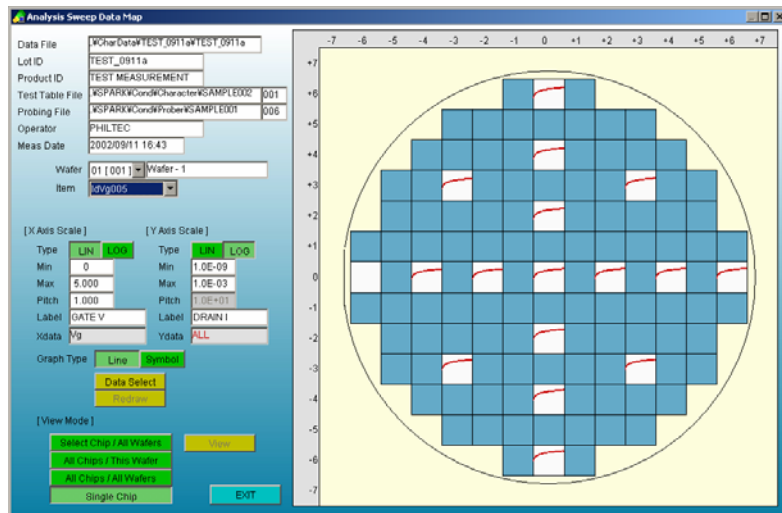 Analysis Sweep Data Map
Data File .¥CharData¥TEST_0911a¥TEST_0911a
Lot ID TEST_0911a
Product ID TEST MEASUREMENT
Test Table File .¥SPARK¥Cond¥Character¥SAMPLE002 001
Probing File .¥SPARK¥Cond¥Prober¥SAMPLE001 006
Operator PHILTEC
Meas Date 2002/09/11 16:43
Wafer 01 [ 001 ] Wafer - 1
Item IdVg005
[ X Axis Scale ] [ Y Axis Scale ]
Type LIN LOG Type LIN LOG
Min 0 Min 1.0E-09
Max 5.000 Max 1.0E-03
Pitch 1.000 Pitch 1.0E+01
Label GATE V Label DRAIN I
Xdata Vg Ydata ALL
Graph Type Line Symbol
Data Select
Redraw
[ View Mode ]
Select Chip / All Wafers View
All Chips / This Wafer
All Chips / All Wafers
Single Chip EXIT
-7 -6 -5 -4 -3 -2 -1 0 +1 +2 +3 +4 +5 +6 +7
+7
+6
+5
+4
+3
+2
+1
0
-1
-2
-3
-4
-5
-6
-7